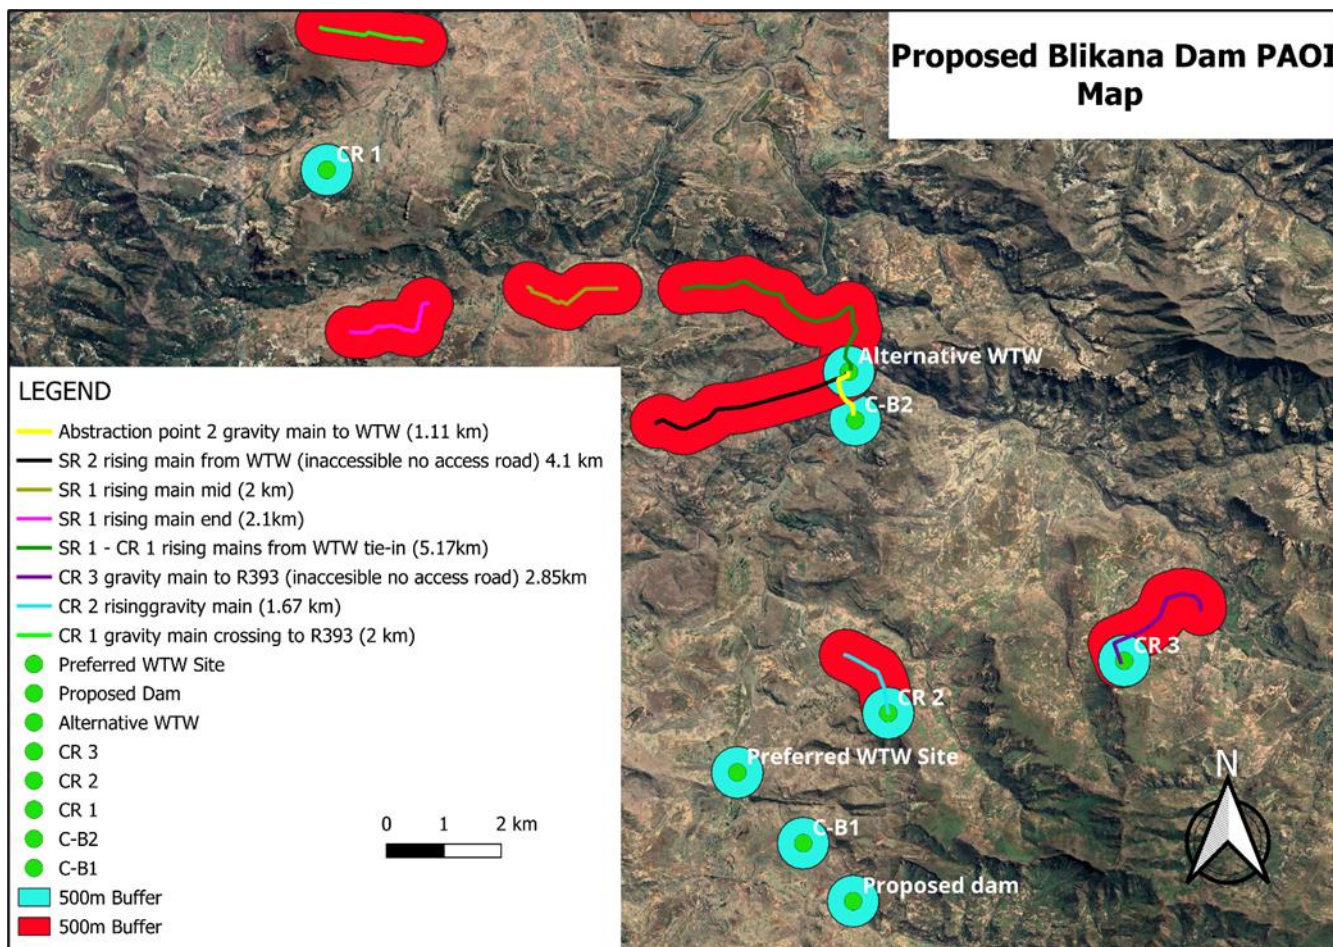 Proposed Blikana Dam PAOI
Map
CR 1
Alternative WTW
C-B2
CR 3
CR 2
Preferred WTW Site
C-B1
Proposed dam
N
LEGEND
Abstraction point 2 gravity main to WTW (1.11 km)
SR 2 rising main from WTW (inaccessible no access road) 4.1 km
SR 1 rising main mid (2 km)
SR 1 rising main end (2.1km)
SR 1 - CR 1 rising mains from WTW tie-in (5.17km)
CR 3 gravity main to R393 (inaccesible no access road) 2.85km
CR 2 risinggravity main (1.67 km)
CR 1 gravity main crossing to R393 (2 km)
Preferred WTW Site
Proposed Dam
Alternative WTW
CR 3
CR 2
CR 1
C-B2
C-B1
500m Buffer
500m Buffer
0 1 2 km